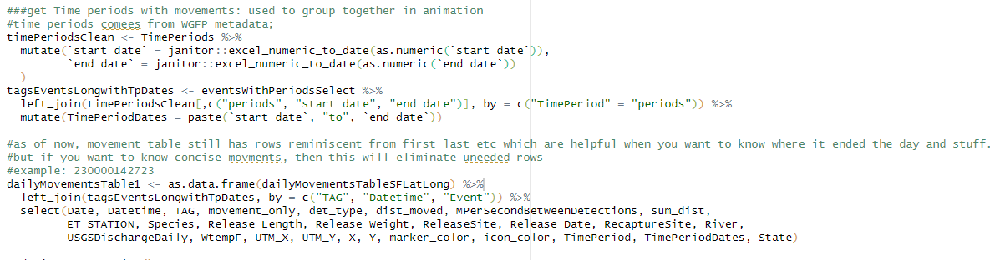 ###get Time periods with movements: used to group together in animation
#time periods comees from WGFP metadata;
timePeriodsClean <- TimePeriods %>%
  mutate(`start date` = janitor::excel_numeric_to_date(as.numeric(`start date`)),
         `end date` = janitor::excel_numeric_to_date(as.numeric(`end date`))
  )
tagsEventsLongwithTpDates <- eventsWithPeriodsSelect %>%
  left_join(timePeriodsClean[,c("periods", "start date", "end date")], by = c("TimePeriod" = "periods")) %>%
  mutate(TimePeriodDates = paste(`start date`, "to", `end date`))

#as of now, movement table still has rows reminiscent from first_last etc which are helpful when you want to know where it ended the day and stuff.
#but if you want to know concise movments, then this will eliminate uneeded rows
#example: 230000142723
dailyMovementsTable1 <- as.data.frame(dailyMovementsTableSFLatLong) %>%
  left_join(tagsEventsLongwithTpDates, by = c("TAG", "Datetime", "Event")) %>%
  select(Date, Datetime, TAG, movement_only, det_type, dist_moved, MPerSecondBetweenDetections, sum_dist,
         ET_STATION, Species, Release_Length, Release_Weight, ReleaseSite, Release_Date, RecaptureSite, River,
         USGSDischargeDaily, WtempF, UTM_X, UTM_Y, X, Y, marker_color, icon_color, TimePeriod, TimePeriodDates, State)